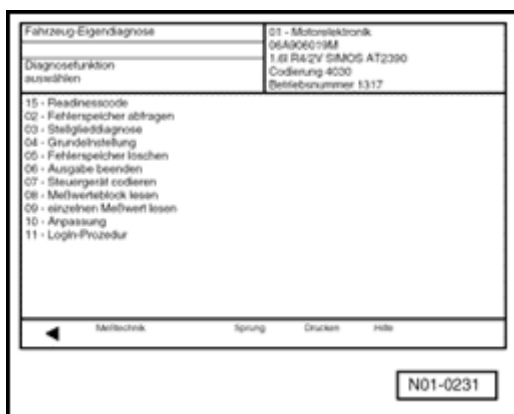 Fahrzeug-Eigendiagnose
Diagnosefunktion
auswählen
01 - Motorelektronik
06A906019M
1.6l R4/2V SIMOS AT2390
Codierung 4030
Betriebsnummer 1317
15 - Readinesscode
02 - Fehlerspeicher abfragen
03 - Stellglieddiagnose
04 - Grundeinstellung
05 - Fehlerspeicher löschen
06 - Ausgabe beenden
07 - Steuergerät codieren
08 - Meßwerteblock lesen
09 - einzelnen Meßwert lesen
10 - Anpassung
11 - Login-Prozedur
Meßtechnik Sprung Drucken Hilfe
N01-0231